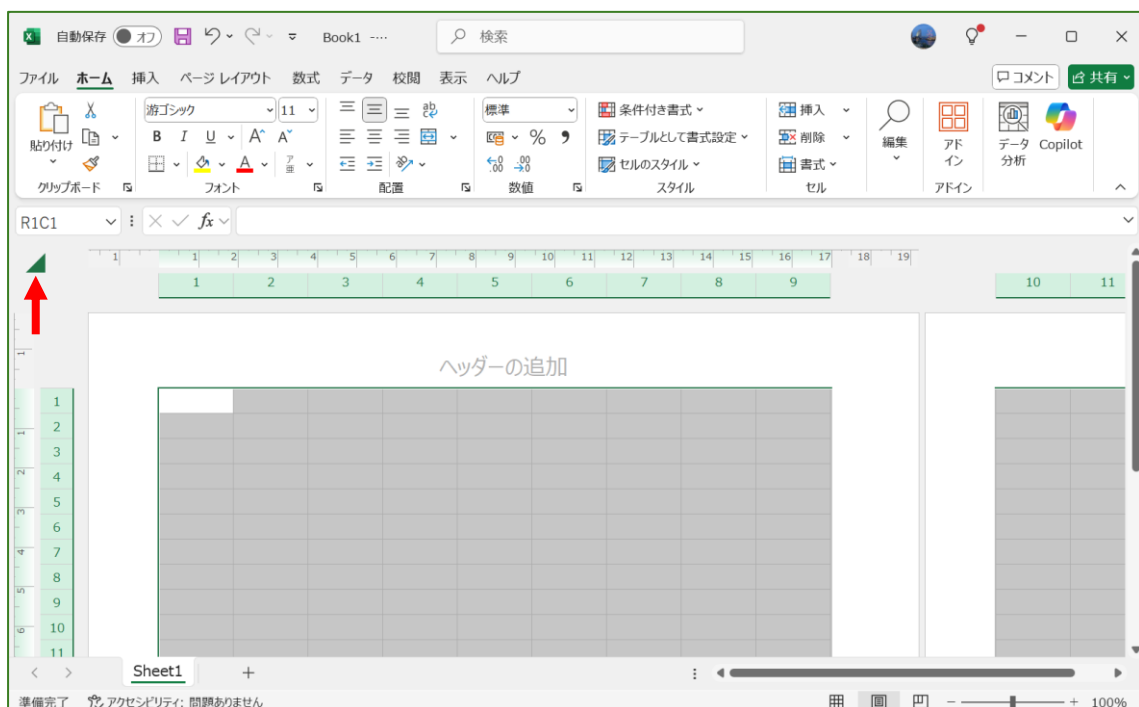 自動保存 オフ Book1 -… 検索
ファイル ホーム 挿入 ページ レイアウト 数式 データ 校閲 表示 ヘルプ コメント 共有
貼り付け 游ゴシック 11 標準 条件付き書式 挿入 編集 アド データ Copilot
B I U A A テーブルとして書式設定 削除 イン 分析
セルのスタイル 書式
クリップボード フォント 配置 数値 スタイル セル アドイン
R1C1 fx
1 1 2 3 4 5 6 7 8 9 10 11 12 13 14 15 16 17 18 19
1 2 3 4 5 6 7 8 9 10 11
ヘッダーの追加
1
2
3
4
5
6
7
8
9
10
11
Sheet1 +
準備完了 アクセシビリティ: 問題ありません 100%